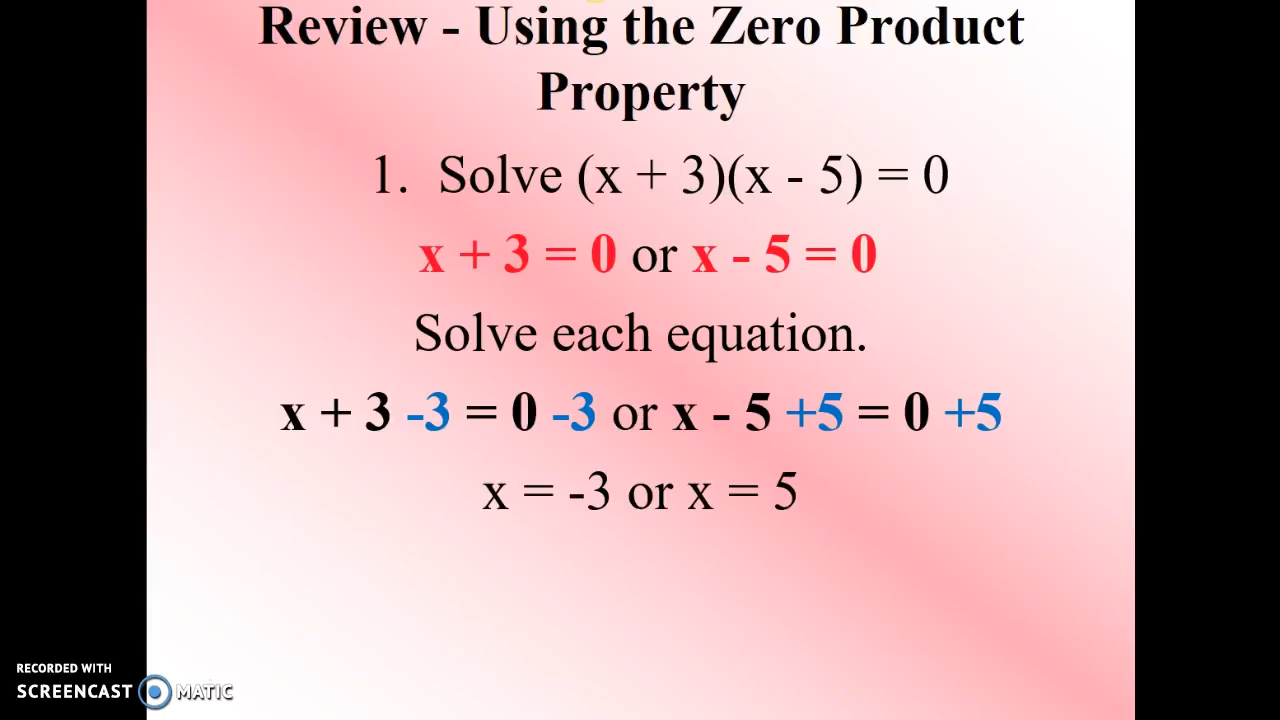 Review - Using the Zero Product
Property
1. Solve (x + 3)(x - 5) = 0
x + 3 = 0 or x - 5 = 0
Solve each equation.
x + 3 -3 = 0 -3 or x - 5 +5 = 0 +5
x = -3 or x = 5
RECORDED WITH
SCREENCAST MATIC